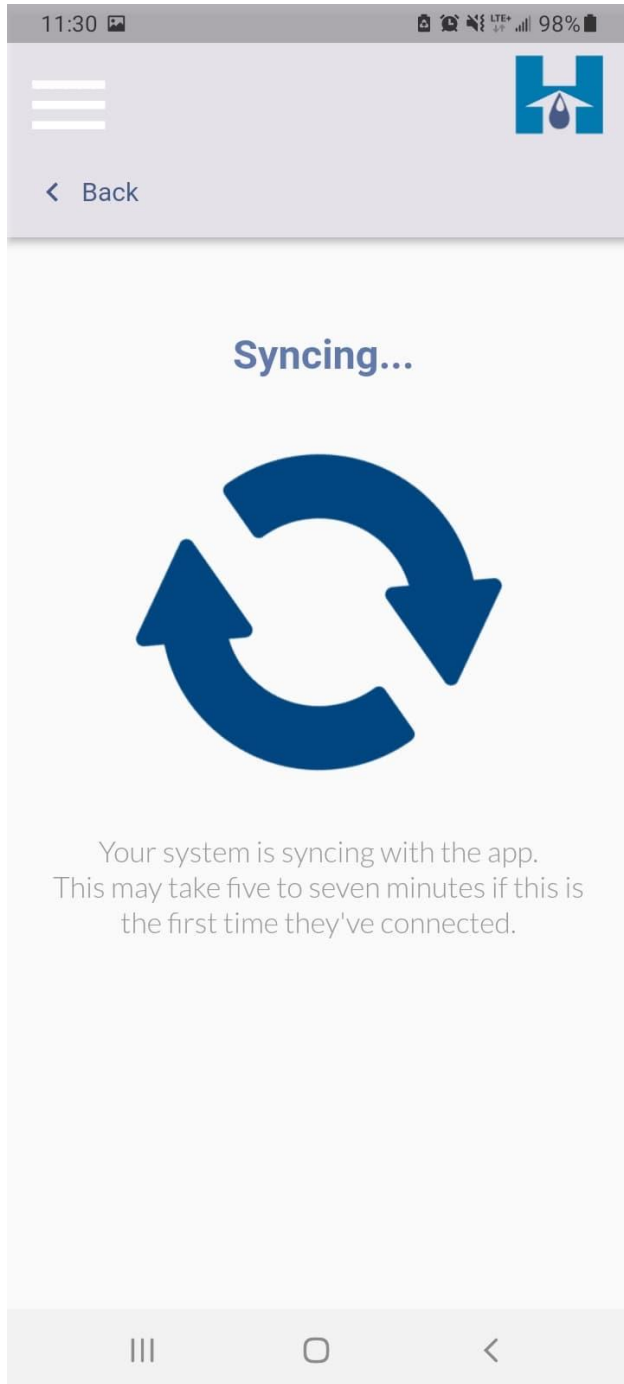 11:30 LTE+ 98%
Back
Syncing...
Your system is syncing with the app.
This may take five to seven minutes if this is
the first time they've connected.